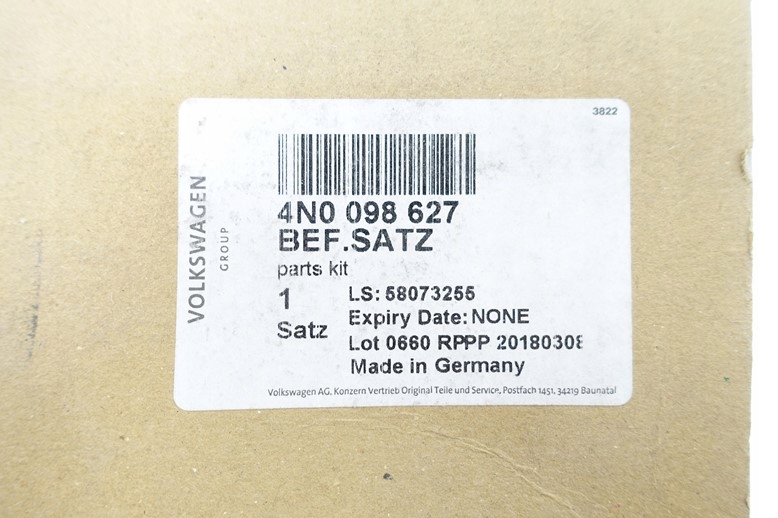 3822
VOLKSWAGEN
GROUP
4N0 098 627
BEF.SATZ
parts kit
1
Satz
LS: 58073255
Expiry Date: NONE
Lot 0660 RPPP 20180308
Made in Germany
Volkswagen AG, Konzern Vertrieb Original Teile und Service, Postfach 1451, 34219 Baunatal